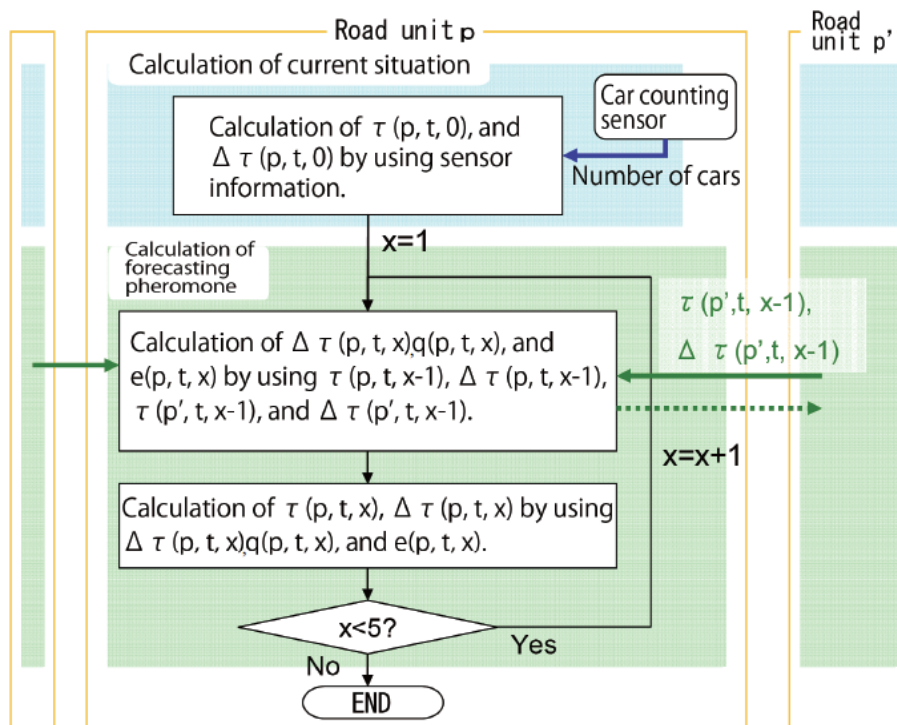 Road unit p
Road
unit p'
Calculation of current situation
Car counting
sensor
Calculation of τ (p, t, 0), and
Δ τ (p, t, 0) by using sensor
information.
Number of cars
x=1
Calculation of
forecasting
pheromone
τ (p',t, x-1),
Δ τ (p',t, x-1)
Calculation of Δ τ (p, t, x),q(p, t, x), and
e(p, t, x) by using τ (p, t, x-1), Δ τ (p, t, x-1),
τ (p', t, x-1), and Δ τ (p', t, x-1).
x=x+1
Calculation of τ (p, t, x), Δ τ (p, t, x) by using
Δ τ (p, t, x),q(p, t, x), and e(p, t, x).
x<5?
Yes
No
END